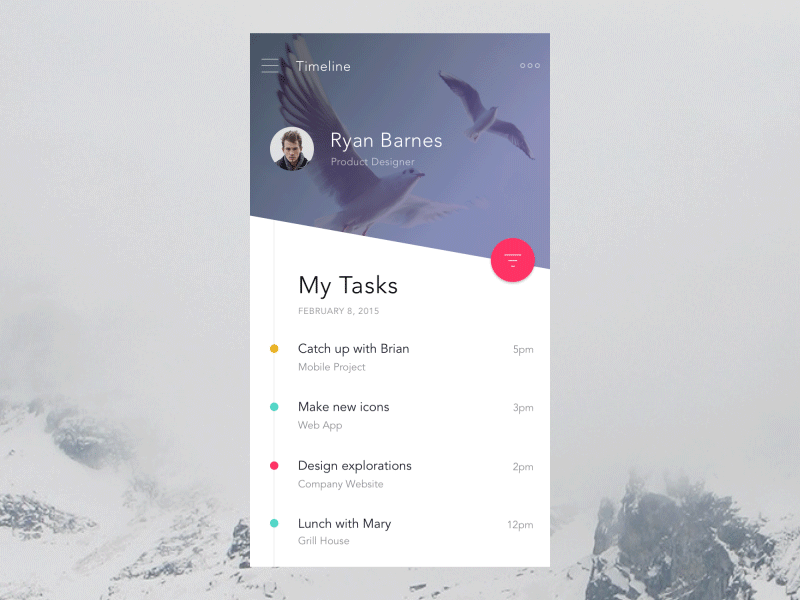 Timeline
Ryan Barnes
Product Designer
My Tasks
FEBRUARY 8, 2015
Catch up with Brian 5pm
Mobile Project
Make new icons 3pm
Web App
Design explorations 2pm
Company Website
Lunch with Mary 12pm
Grill House